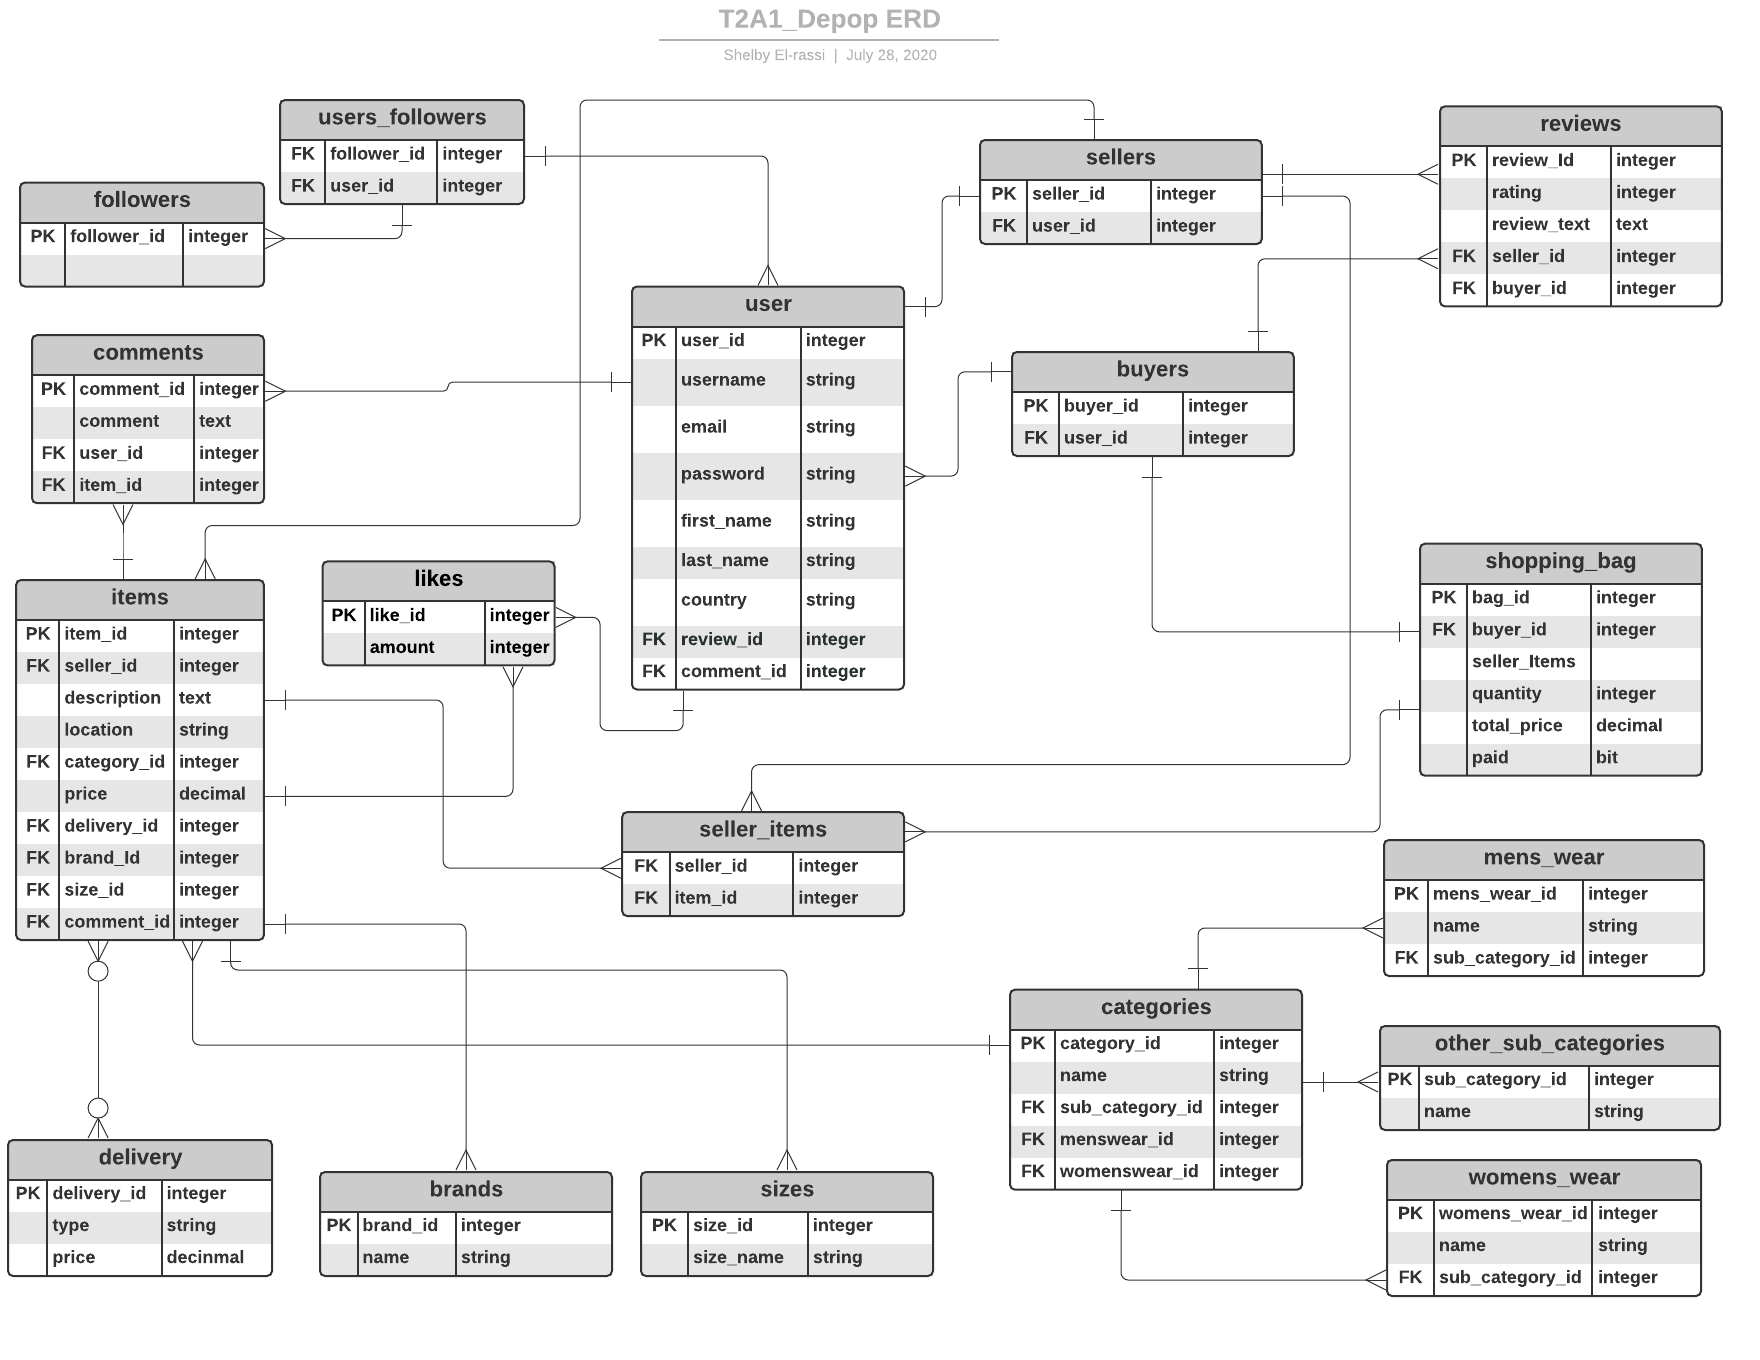 T2A1_Depop ERD
Shelby El-rassi | July 28, 2020
users_followers
FK follower_id integer
FK user_id integer
followers
PK follower_id integer
sellers
PK seller_id integer
FK user_id integer
reviews
PK review_Id integer
rating integer
review_text text
FK seller_id integer
FK buyer_id integer
user
PK user_id integer
username string
email string
password string
first_name string
last_name string
country string
FK review_id integer
FK comment_id integer
comments
PK comment_id integer
comment text
FK user_id integer
FK item_id integer
buyers
PK buyer_id integer
FK user_id integer
items
PK item_id integer
FK seller_id integer
description text
location string
FK category_id integer
price decimal
FK delivery_id integer
FK brand_Id integer
FK size_id integer
FK comment_id integer
likes
PK like_id integer
amount integer
shopping_bag
PK bag_id integer
FK buyer_id integer
seller_Items
quantity integer
total_price decimal
paid bit
seller_items
FK seller_id integer
FK item_id integer
mens_wear
PK mens_wear_id integer
name string
FK sub_category_id integer
categories
PK category_id integer
name string
FK sub_category_id integer
FK menswear_id integer
FK womenswear_id integer
other_sub_categories
PK sub_category_id integer
name string
delivery
PK delivery_id integer
type string
price decinmal
brands
PK brand_id integer
name string
sizes
PK size_id integer
size_name string
womens_wear
PK womens_wear_id integer
name string
FK sub_category_id integer